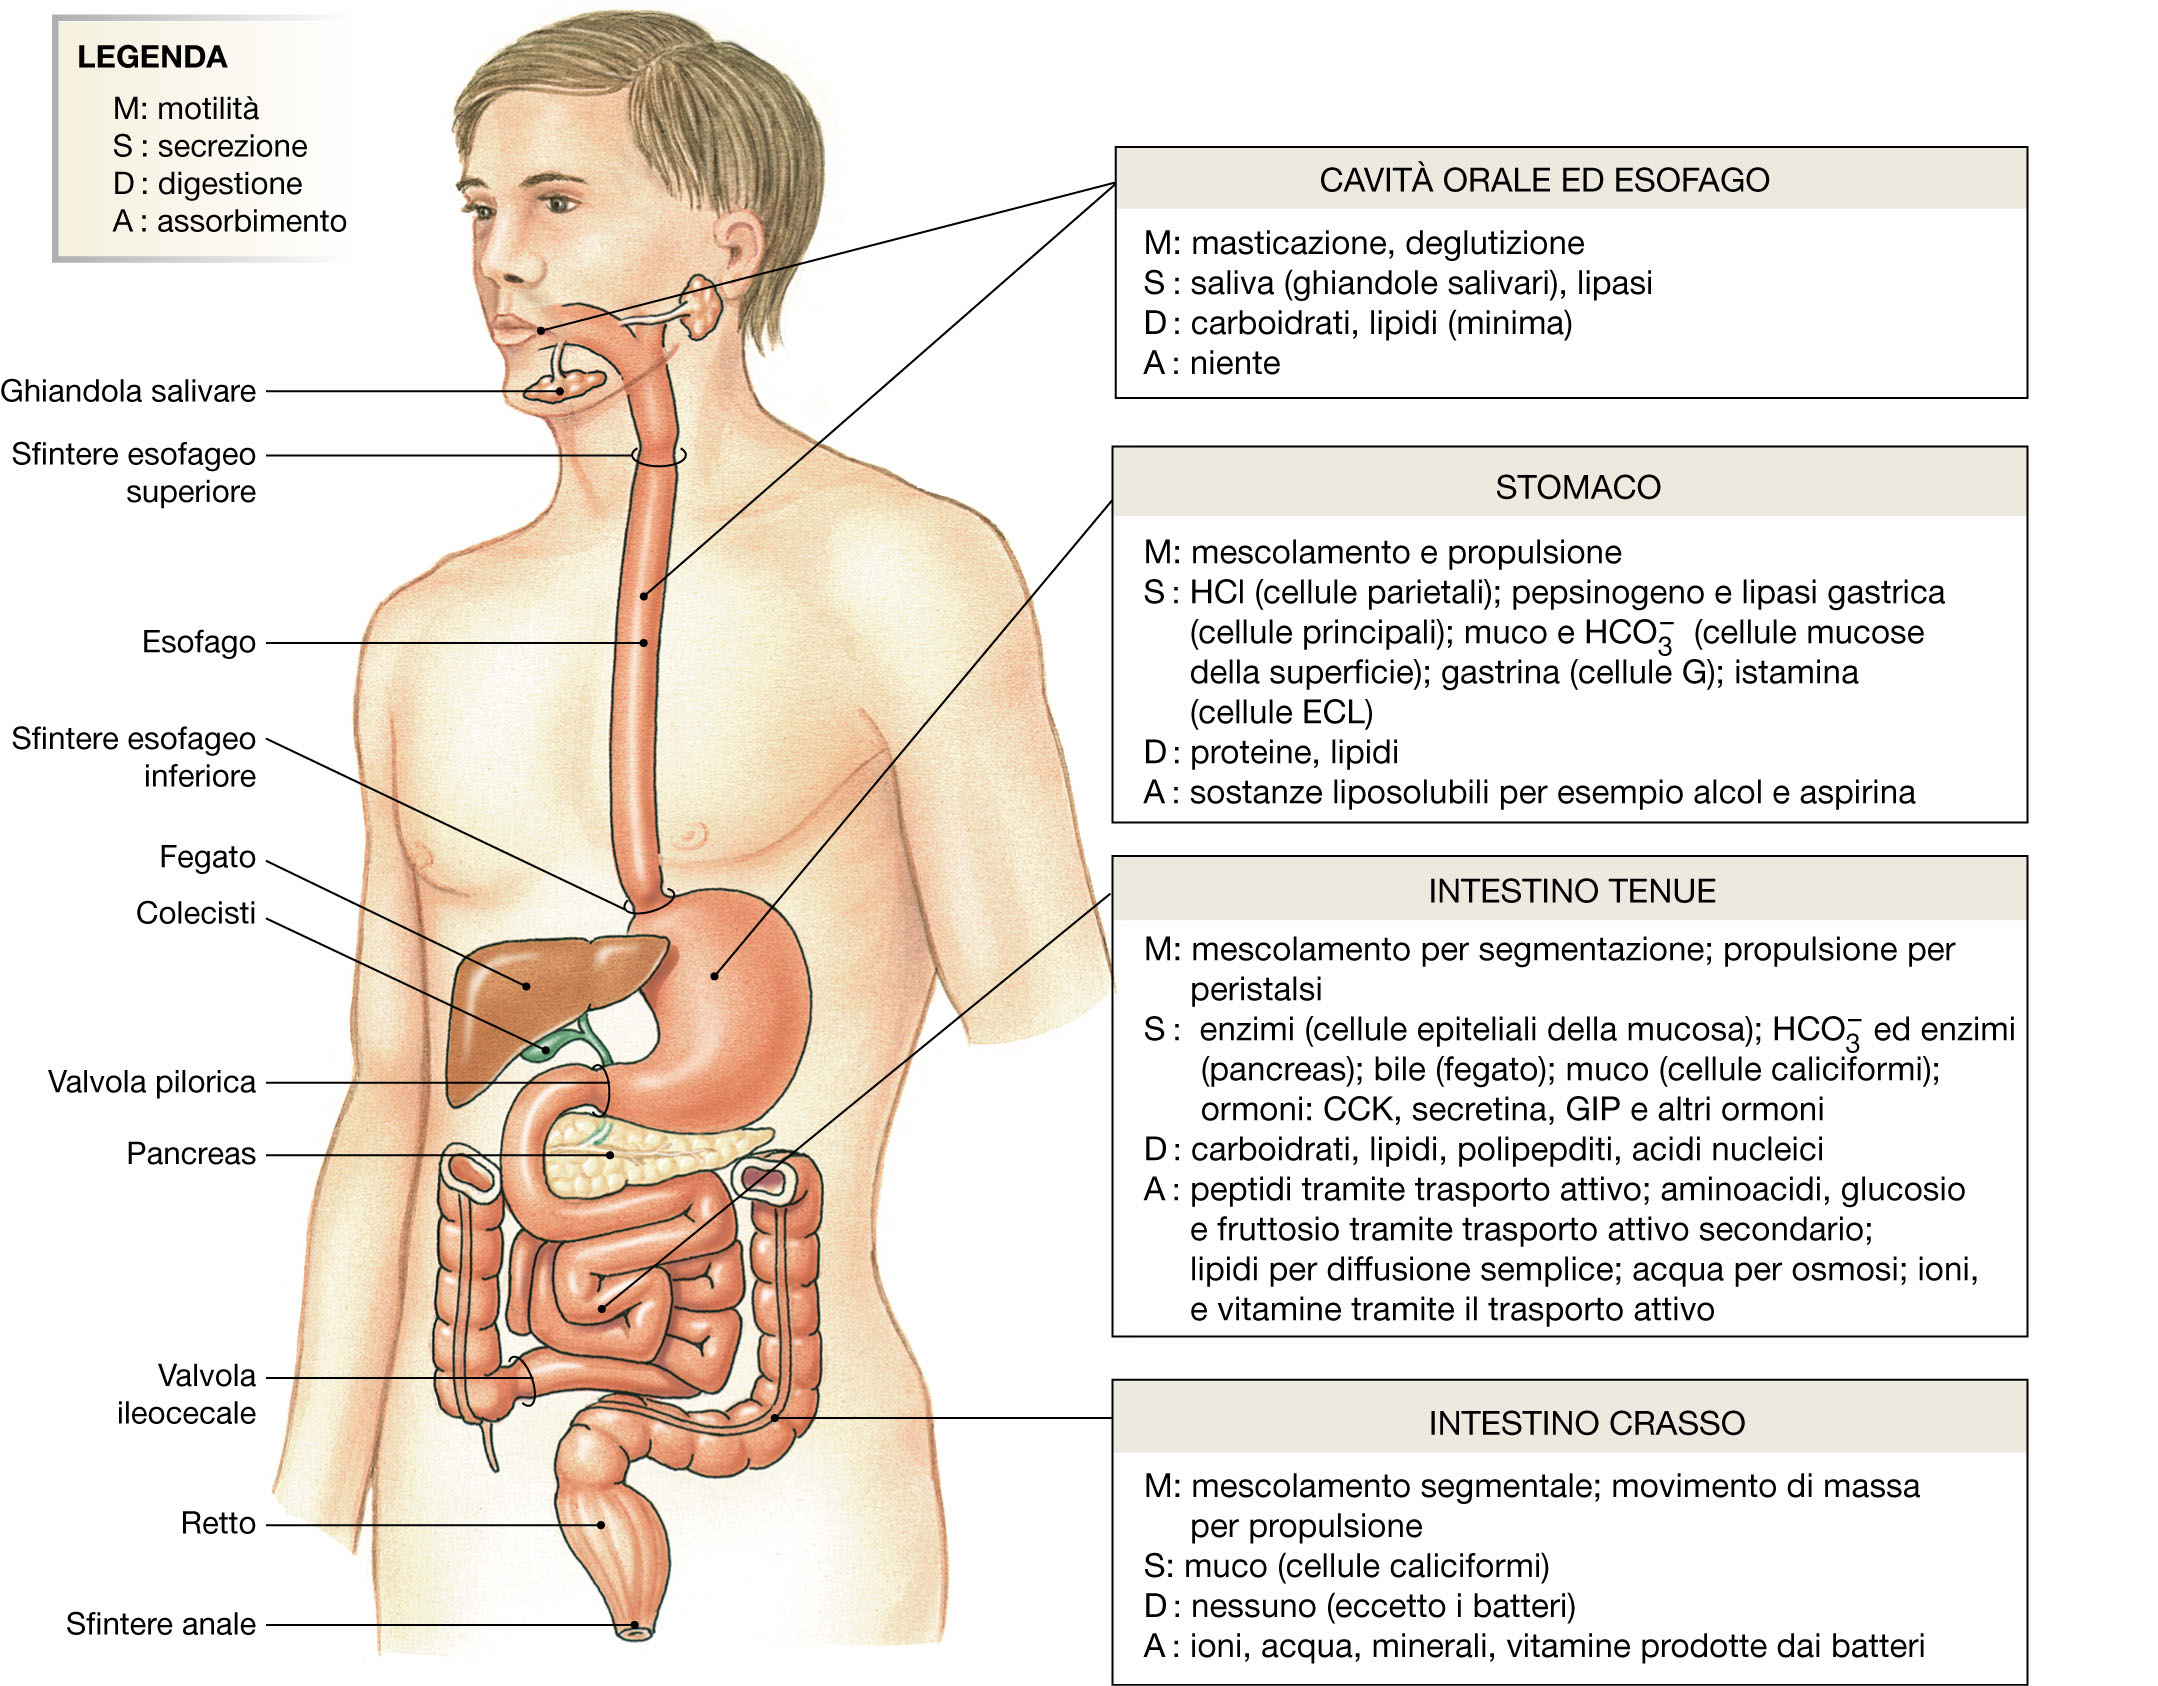 LEGENDA
M: motilità
S : secrezione
D : digestione
A : assorbimento
Ghiandola salivare
Sfintere esofageo
superiore
Esofago
Sfintere esofageo
inferiore
Fegato
Colecisti
Valvola pilorica
Pancreas
Valvola
ileocecale
Retto
Sfintere anale
CAVITÀ ORALE ED ESOFAGO
M: masticazione, deglutizione
S : saliva (ghiandole salivari), lipasi
D : carboidrati, lipidi (minima)
A : niente
STOMACO
M: mescolamento e propulsione
S : HCl (cellule parietali); pepsinogeno e lipasi gastrica
(cellule principali); muco e HCO₃⁻ (cellule mucose
della superficie); gastrina (cellule G); istamina
(cellule ECL)
D : proteine, lipidi
A : sostanze liposolubili per esempio alcol e aspirina
INTESTINO TENUE
M: mescolamento per segmentazione; propulsione per
peristalsi
S : enzimi (cellule epiteliali della mucosa); HCO₃⁻ ed enzimi
(pancreas); bile (fegato); muco (cellule caliciformi);
ormoni: CCK, secretina, GIP e altri ormoni
D : carboidrati, lipidi, polipepditi, acidi nucleici
A : peptidi tramite trasporto attivo; aminoacidi, glucosio
e fruttosio tramite trasporto attivo secondario;
lipidi per diffusione semplice; acqua per osmosi; ioni,
e vitamine tramite il trasporto attivo
INTESTINO CRASSO
M: mescolamento segmentale; movimento di massa
per propulsione
S: muco (cellule caliciformi)
D : nessuno (eccetto i batteri)
A : ioni, acqua, minerali, vitamine prodotte dai batteri